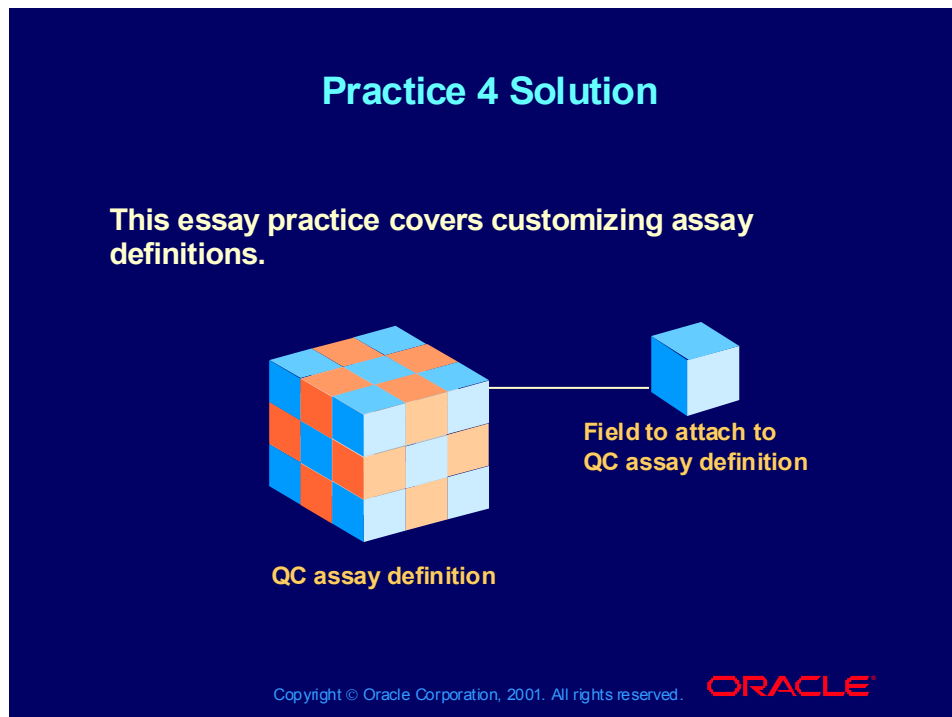 Practice 4 Solution
This essay practice covers customizing assay
definitions.
Field to attach to
QC assay definition
QC assay definition
Copyright © Oracle Corporation, 2001. All rights reserved.
ORACLE®